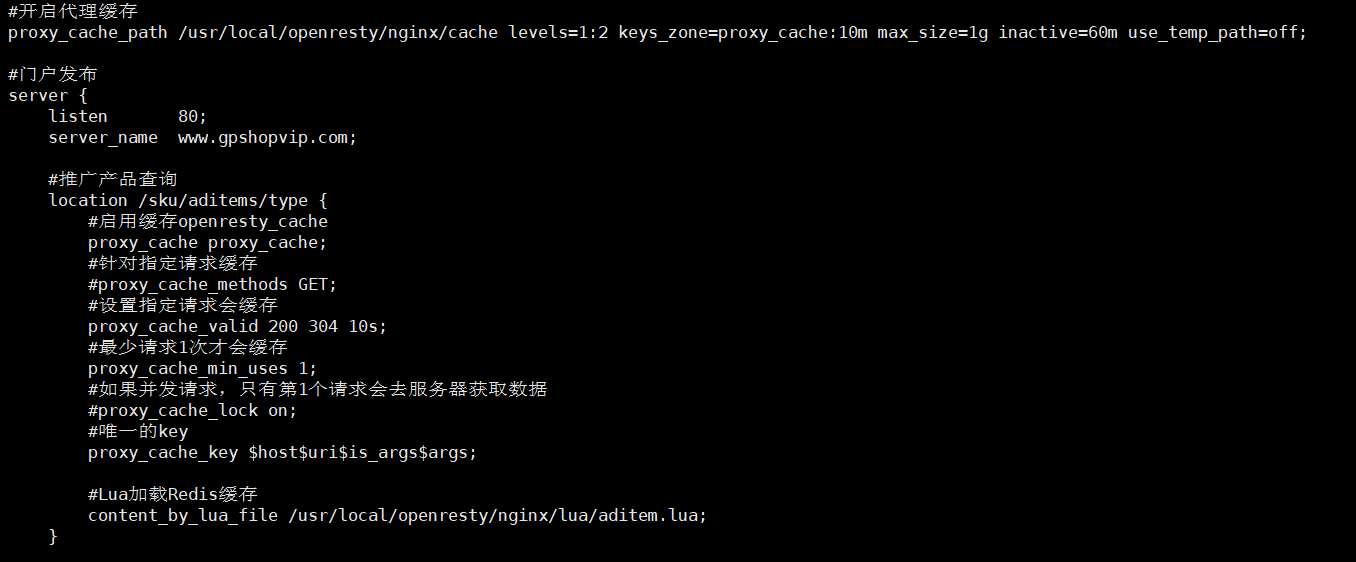 #开启代理缓存
proxy_cache_path /usr/local/openresty/nginx/cache levels=1:2 keys_zone=proxy_cache:10m max_size=1g inactive=60m use_temp_path=off;
#门户发布
server {
    listen       80;
    server_name  www.gpshopvip.com;
    #推广产品查询
    location /sku/aditems/type {
        #启用缓存openresty_cache
        proxy_cache proxy_cache;
        #针对指定请求缓存
        #proxy_cache_methods GET;
        #设置指定请求会缓存
        proxy_cache_valid 200 304 10s;
        #最少请求1次才会缓存
        proxy_cache_min_uses 1;
        #如果并发请求，只有第1个请求会去服务器获取数据
        #proxy_cache_lock on;
        #唯一的key
        proxy_cache_key $host$uri$is_args$args;
        #Lua加载Redis缓存
        content_by_lua_file /usr/local/openresty/nginx/lua/aditem.lua;
    }